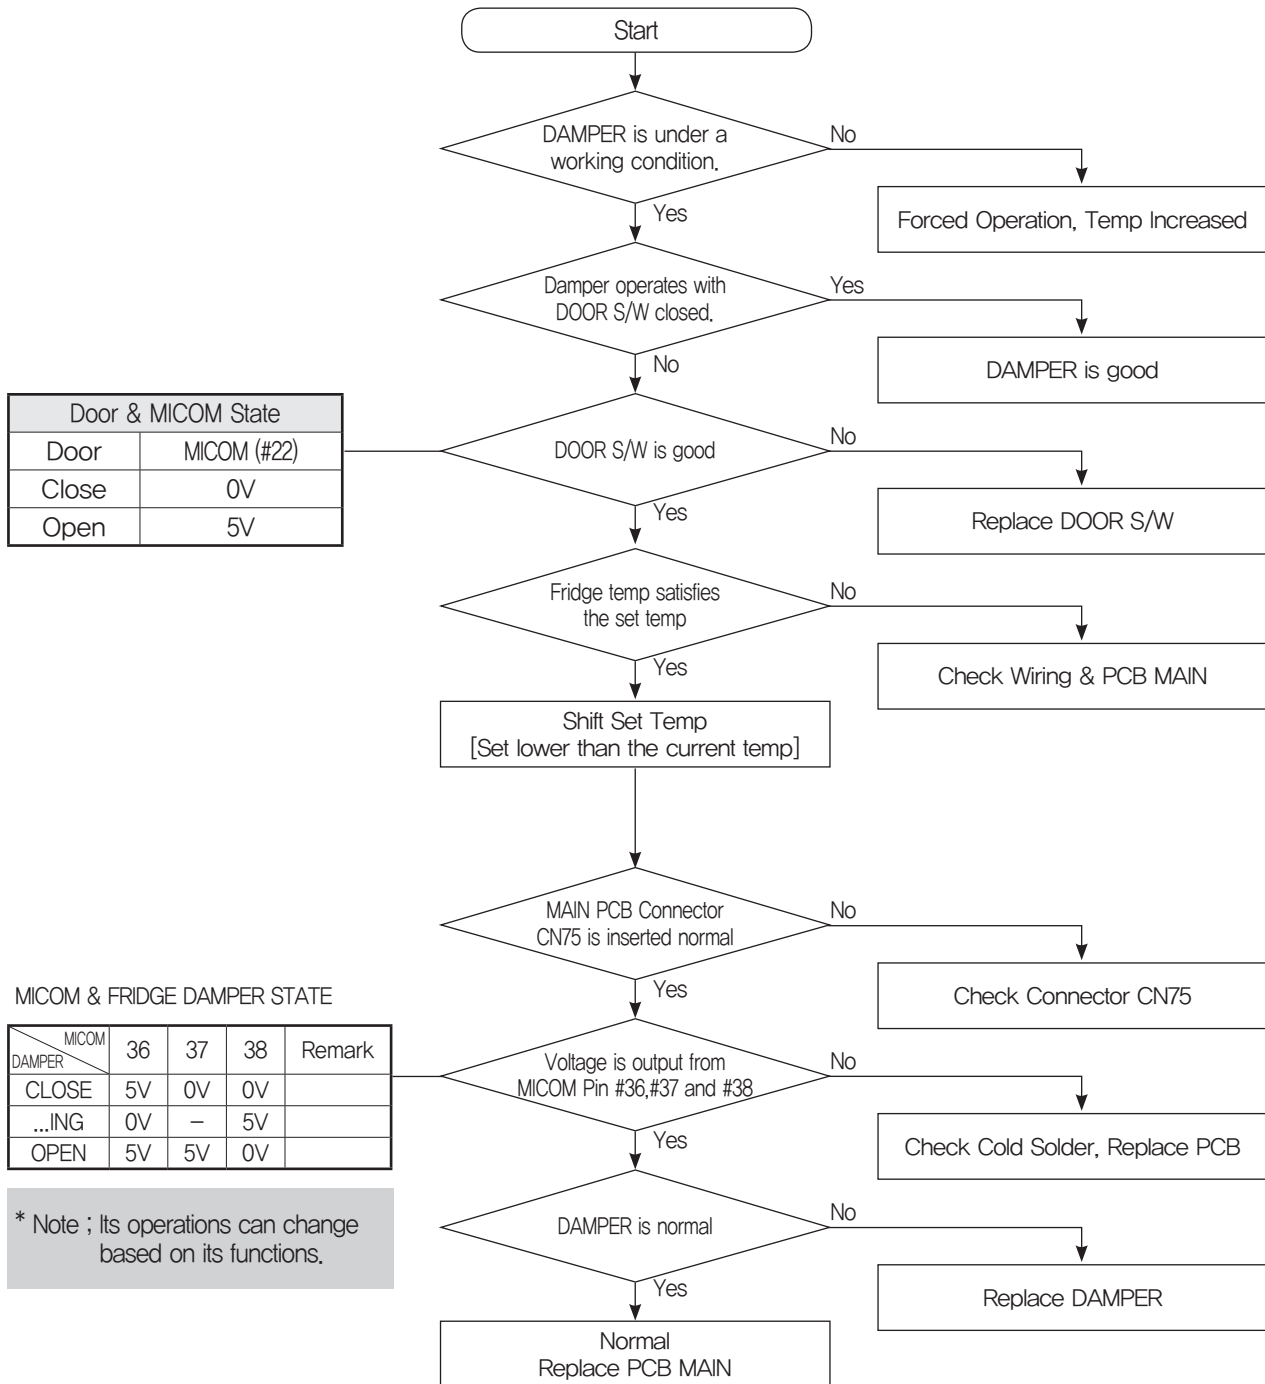 Start
DAMPER is under a
working condition.
No
Yes
Forced Operation, Temp Increased
Damper operates with
DOOR S/W closed.
Yes
No
DAMPER is good
Door & MICOM State
Door MICOM (#22)
Close 0V
Open 5V
DOOR S/W is good
No
Yes
Replace DOOR S/W
Fridge temp satisfies
the set temp
No
Yes
Check Wiring & PCB MAIN
Shift Set Temp
[Set lower than the current temp]
MAIN PCB Connector
CN75 is inserted normal
No
Yes
Check Connector CN75
MICOM & FRIDGE DAMPER STATE
MICOM
DAMPER 36 37 38 Remark
CLOSE 5V 0V 0V
...ING 0V – 5V
OPEN 5V 5V 0V
Voltage is output from
MICOM Pin #36,#37 and #38
No
Yes
Check Cold Solder, Replace PCB
* Note ; Its operations can change
based on its functions.
DAMPER is normal
No
Yes
Replace DAMPER
Normal
Replace PCB MAIN